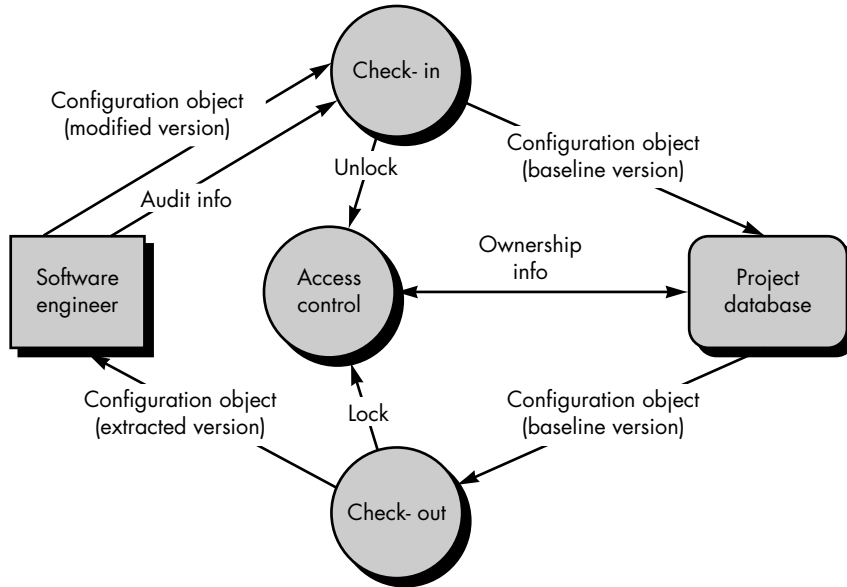 Check- in
Configuration object
(modified version)
Configuration object
(baseline version)
Unlock
Audit info
Ownership
info
Software
engineer
Access
control
Project
database
Configuration object
(extracted version)
Lock
Configuration object
(baseline version)
Check- out